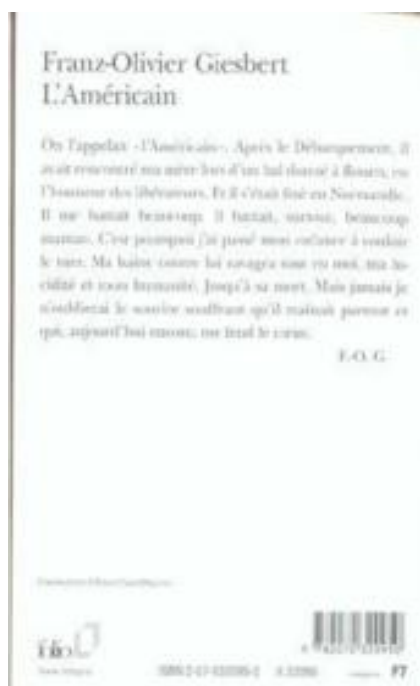 Franz-Olivier Giesbert
L'Américain
On l'appelait «l'Américain». Après le Débarquement, il
avait rencontré ma mère lors d'un bal donné à Rouen, en
l'honneur des libérateurs. Et il s'était fixé en Normandie.
Il me battait beaucoup. Il battait, surtout, beaucoup
maman. C'est pourquoi j'ai passé mon enfance à vouloir
le tuer. Ma haine contre lui ravagea tout en moi, ma lu-
cidité et mon humanité. Jusqu'à sa mort. Mais jamais je
n'oublierai le sourire souffrant qu'il traînait partout et
qui, aujourd'hui encore, me fend le cœur.
F.-O. G.
folio
F7